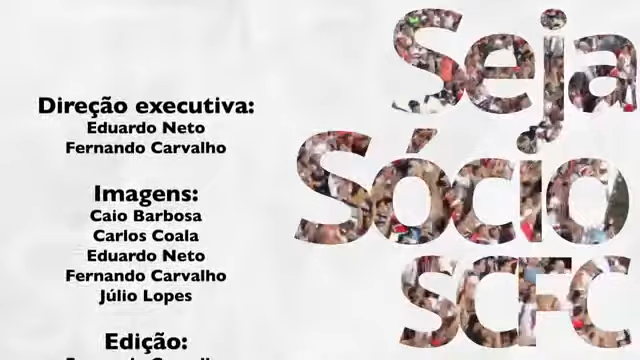 Direção executiva:
Eduardo Neto
Fernando Carvalho
Imagens:
Caio Barbosa
Carlos Coala
Eduardo Neto
Fernando Carvalho
Júlio Lopes
Edição:
Seja
Sócio
SCFC